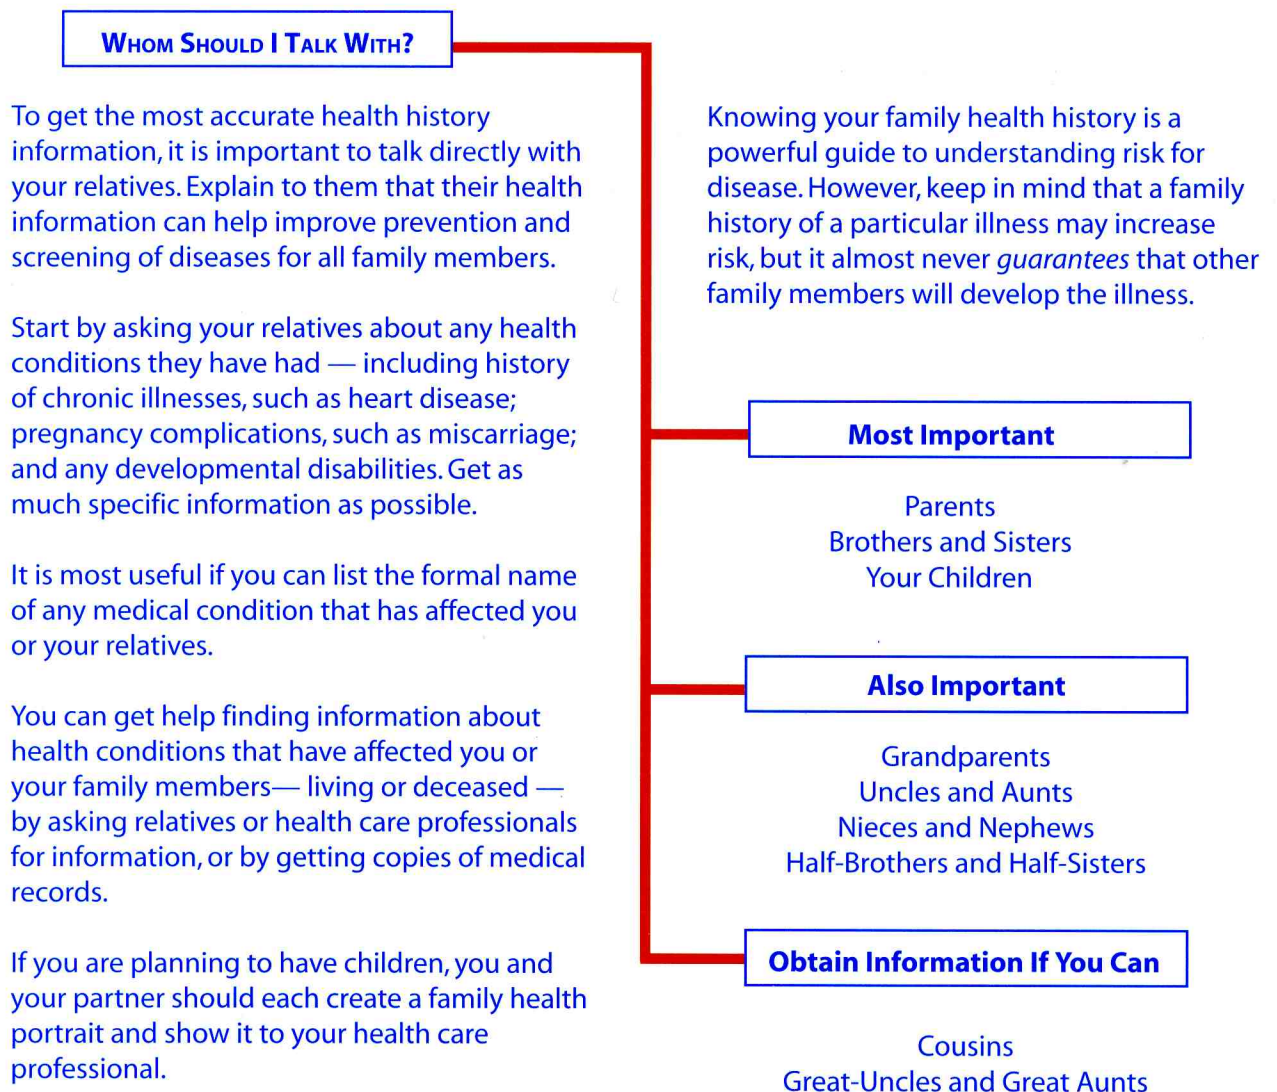 WHOM SHOULD I TALK WITH?
To get the most accurate health history
information, it is important to talk directly with
your relatives. Explain to them that their health
information can help improve prevention and
screening of diseases for all family members.
Start by asking your relatives about any health
conditions they have had — including history
of chronic illnesses, such as heart disease;
pregnancy complications, such as miscarriage;
and any developmental disabilities. Get as
much specific information as possible.
It is most useful if you can list the formal name
of any medical condition that has affected you
or your relatives.
You can get help finding information about
health conditions that have affected you or
your family members— living or deceased —
by asking relatives or health care professionals
for information, or by getting copies of medical
records.
If you are planning to have children, you and
your partner should each create a family health
portrait and show it to your health care
professional.
Knowing your family health history is a
powerful guide to understanding risk for
disease. However, keep in mind that a family
history of a particular illness may increase
risk, but it almost never guarantees that other
family members will develop the illness.
Most Important
Parents
Brothers and Sisters
Your Children
Also Important
Grandparents
Uncles and Aunts
Nieces and Nephews
Half-Brothers and Half-Sisters
Obtain Information If You Can
Cousins
Great-Uncles and Great Aunts